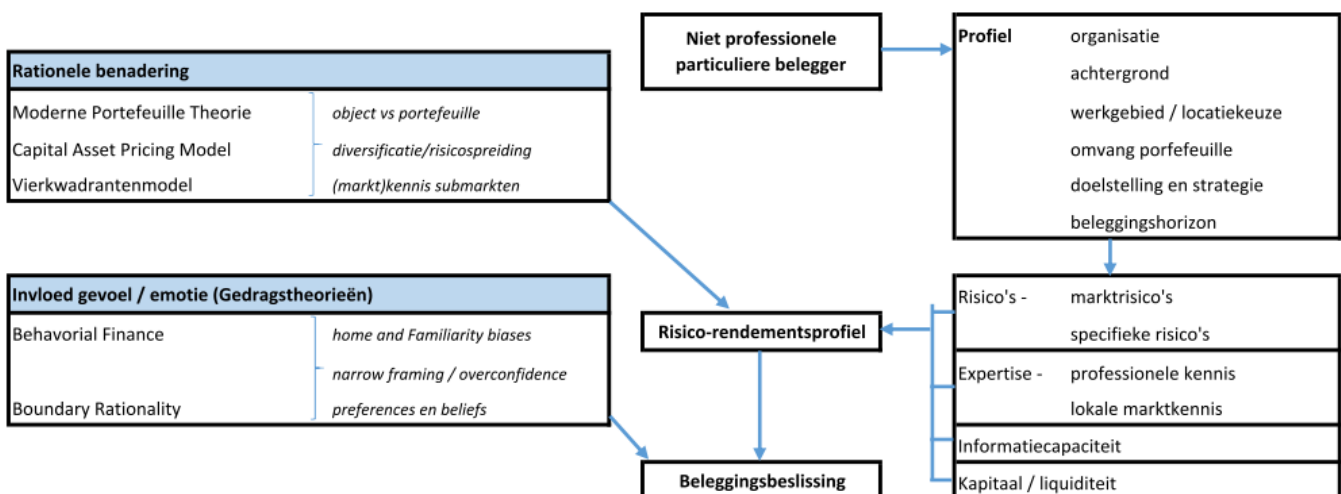 Niet professionele
particuliere belegger
Profiel organisatie
achtergrond
werkgebied / locatiekeuze
omvang porfefeuille
doelstelling en strategie
beleggingshorizon
Rationele benadering
Moderne Portefeuille Theorie object vs portefeuille
Capital Asset Pricing Model diversificatie/risicospreiding
Vierkwadrantenmodel (markt)kennis submarkten
Invloed gevoel / emotie (Gedragstheorieën)
Behavorial Finance home and Familiarity biases
narrow framing / overconfidence
Boundary Rationality preferences en beliefs
Risico-rendementsprofiel
Beleggingsbeslissing
Risico's - marktrisico's
specifieke risico's
Expertise - professionele kennis
lokale marktkennis
Informatiecapaciteit
Kapitaal / liquiditeit